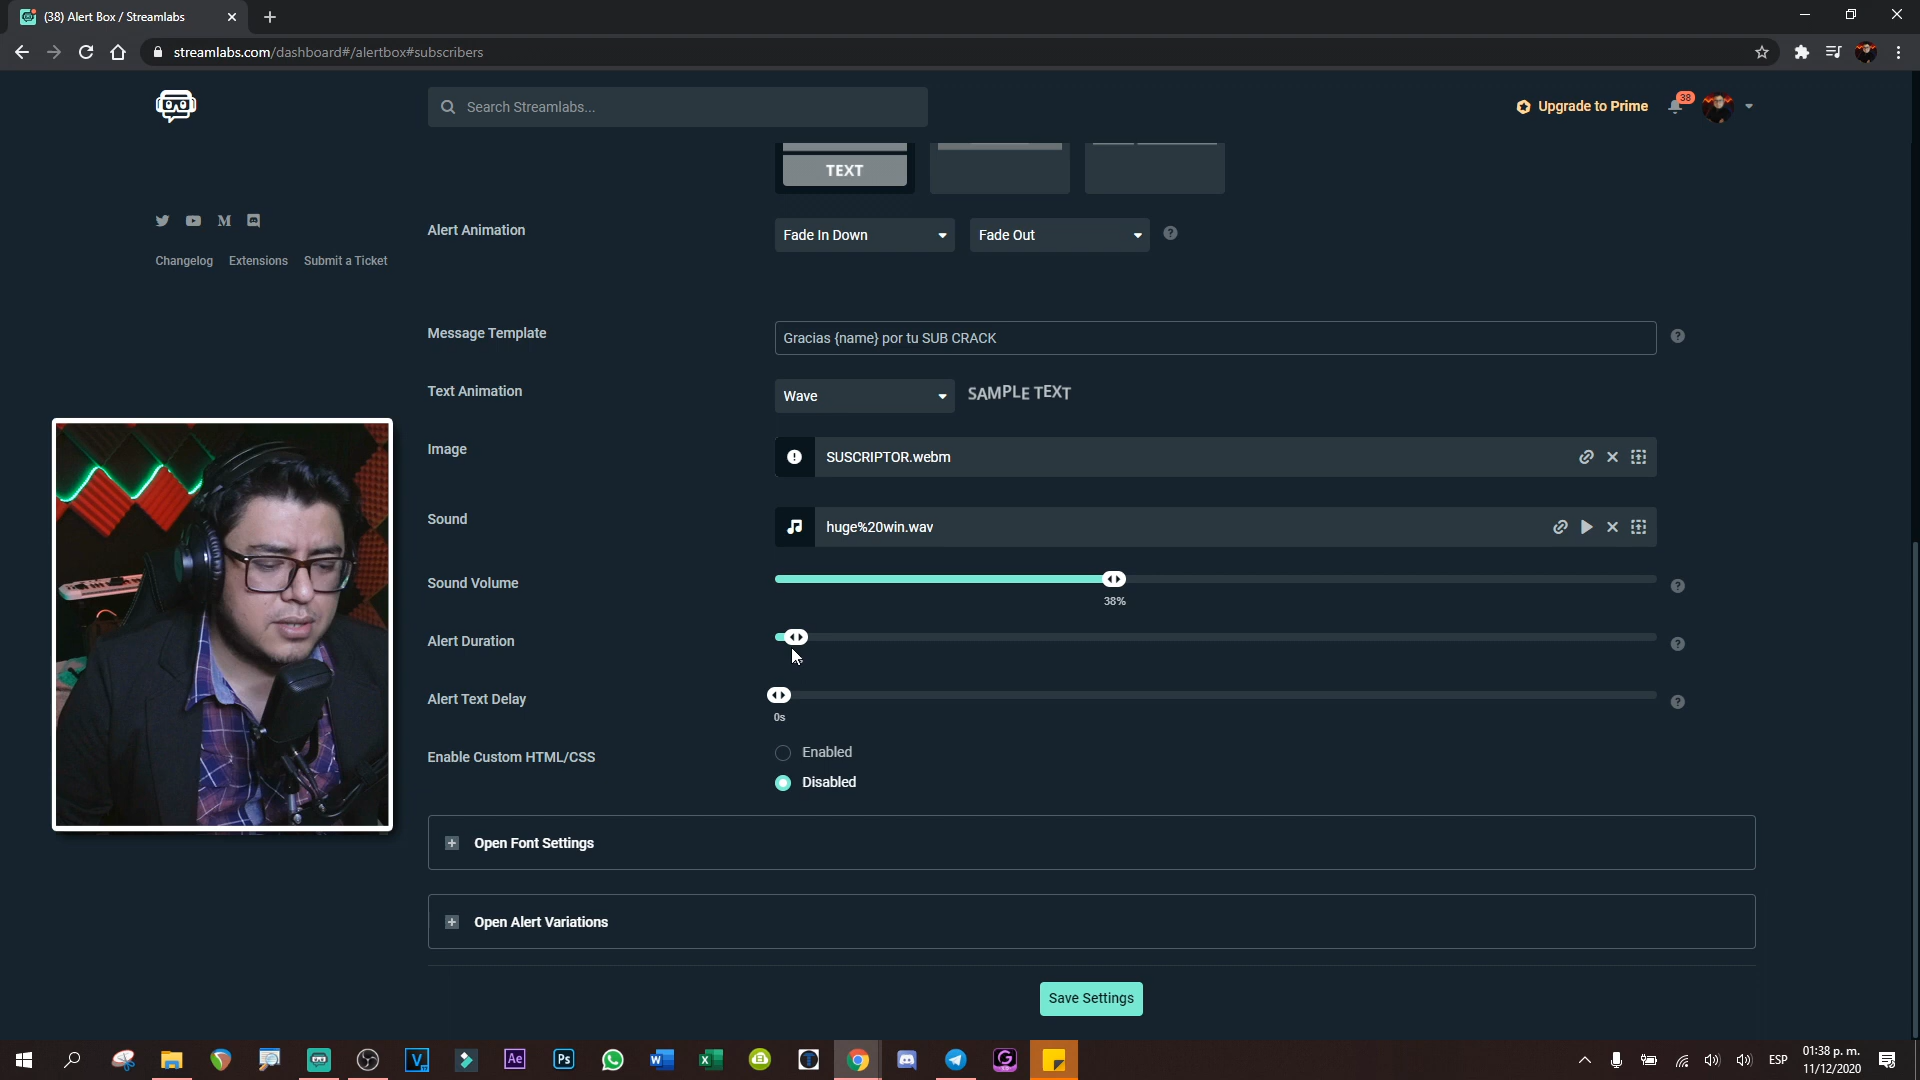 (38) Alert Box / Streamlabs
streamlabs.com/dashboard#/alertbox#subscribers
Search Streamlabs...
Upgrade to Prime
38
TEXT
Changelog Extensions Submit a Ticket
Alert Animation
Fade In Down
Fade Out
Message Template
Gracias {name} por tu SUB CRACK
Text Animation
Wave
SAMPLE TEXT
Image
SUSCRIPTOR.webm
Sound
huge%20win.wav
Sound Volume
38%
Alert Duration
Alert Text Delay
0s
Enable Custom HTML/CSS
Enabled
Disabled
Open Font Settings
Open Alert Variations
Save Settings
Ae
Ps
ESP
01:38 p. m.
11/12/2020